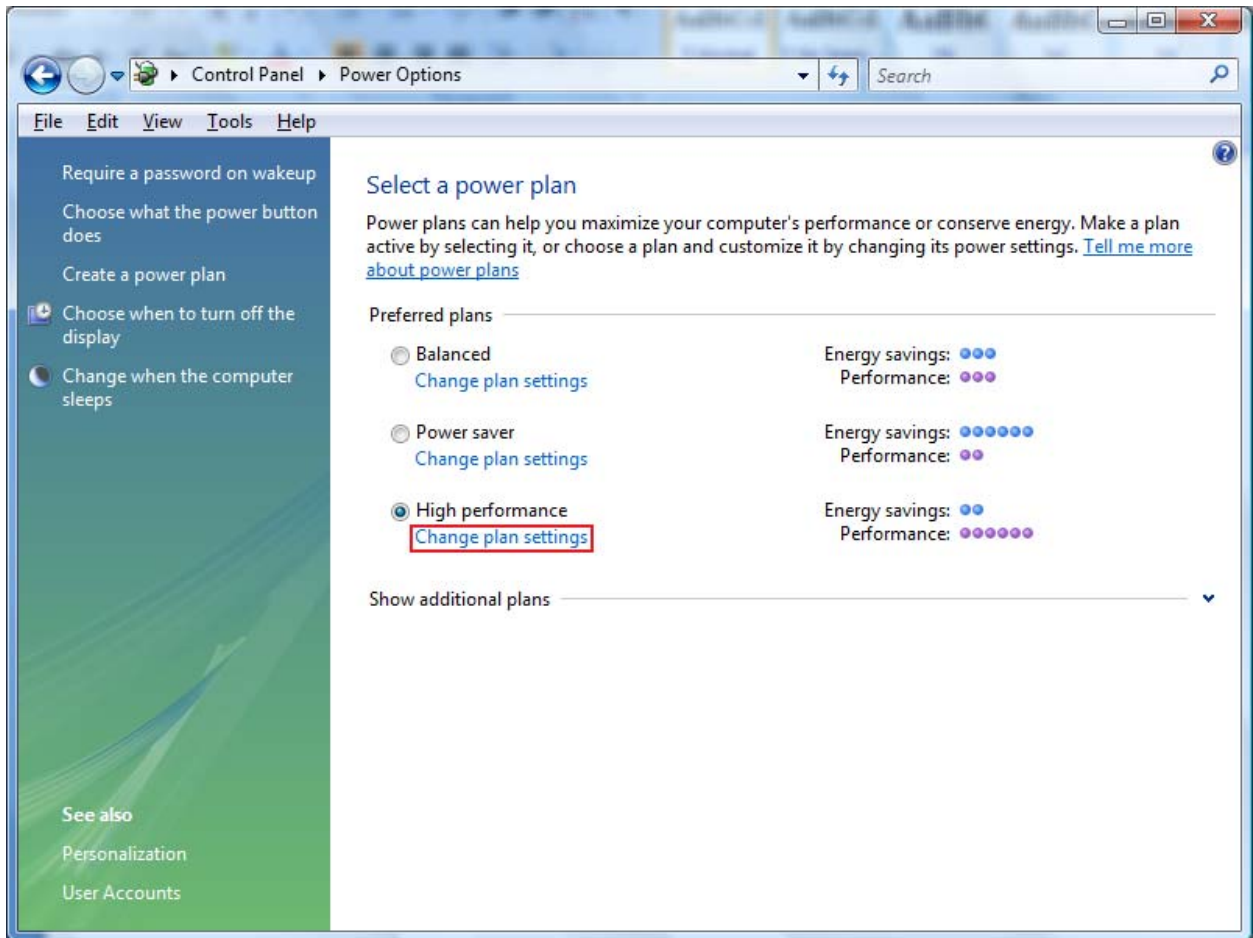 Control Panel
Power Options
Search
File Edit View Tools Help
Require a password on wakeup
Choose what the power button
does
Create a power plan
Choose when to turn off the
display
Change when the computer
sleeps
See also
Personalization
User Accounts
Select a power plan
Power plans can help you maximize your computer's performance or conserve energy. Make a plan
active by selecting it, or choose a plan and customize it by changing its power settings. Tell me more
about power plans
Preferred plans
Balanced
Change plan settings
Energy savings:
Performance:
Power saver
Change plan settings
Energy savings:
Performance:
High performance
Change plan settings
Energy savings:
Performance:
Show additional plans